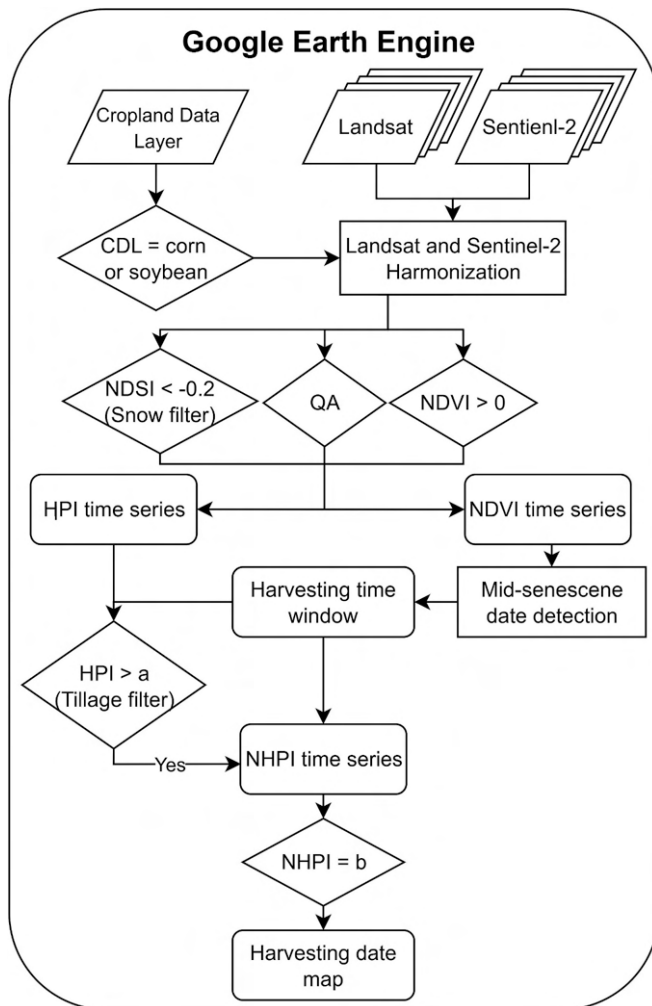 Google Earth Engine
Cropland Data
Layer
Landsat
Sentienl-2
CDL = corn
or soybean
Landsat and Sentinel-2
Harmonization
NDSI < -0.2
(Snow filter)
QA
NDVI > 0
HPI time series
NDVI time series
Harvesting time
window
Mid-senescene
date detection
HPI > a
(Tillage filter)
Yes
NHPI time series
NHPI = b
Harvesting date
map